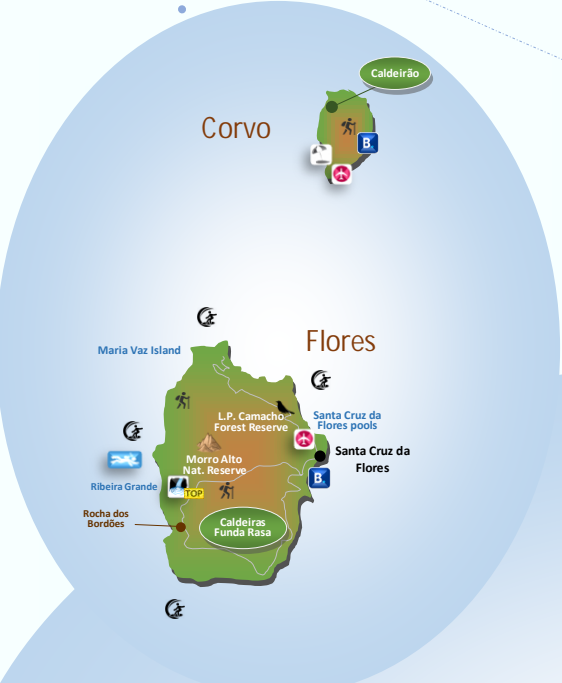 Caldeirão
Corvo
B
Flores
Maria Vaz Island
L.P. Camacho
Forest Reserve
Santa Cruz da
Flores pools
Santa Cruz da
Flores
Morro Alto
Nat. Reserve
B
Ribeira Grande
TOP
Rocha dos
Bordões
Caldeiras
Funda Rasa